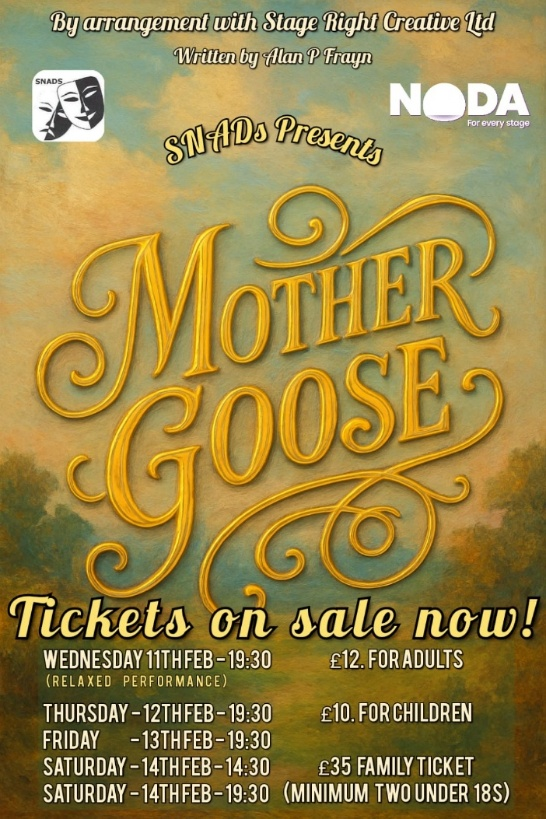 By arrangement with Stage Right Creative Ltd
Written by Alan P Frayn
SNADS
NODA
For every stage
SNADs Presents
MOTHER
GOOSE
Tickets on sale now!
WEDNESDAY 11TH FEB - 19:30 £12. FOR ADULTS
(RELAXED PERFORMANCE)
THURSDAY - 12TH FEB - 19:30 £10. FOR CHILDREN
FRIDAY - 13TH FEB - 19:30
SATURDAY - 14TH FEB - 14:30 £35 FAMILY TICKET
SATURDAY - 14TH FEB - 19:30 (MINIMUM TWO UNDER 18S)